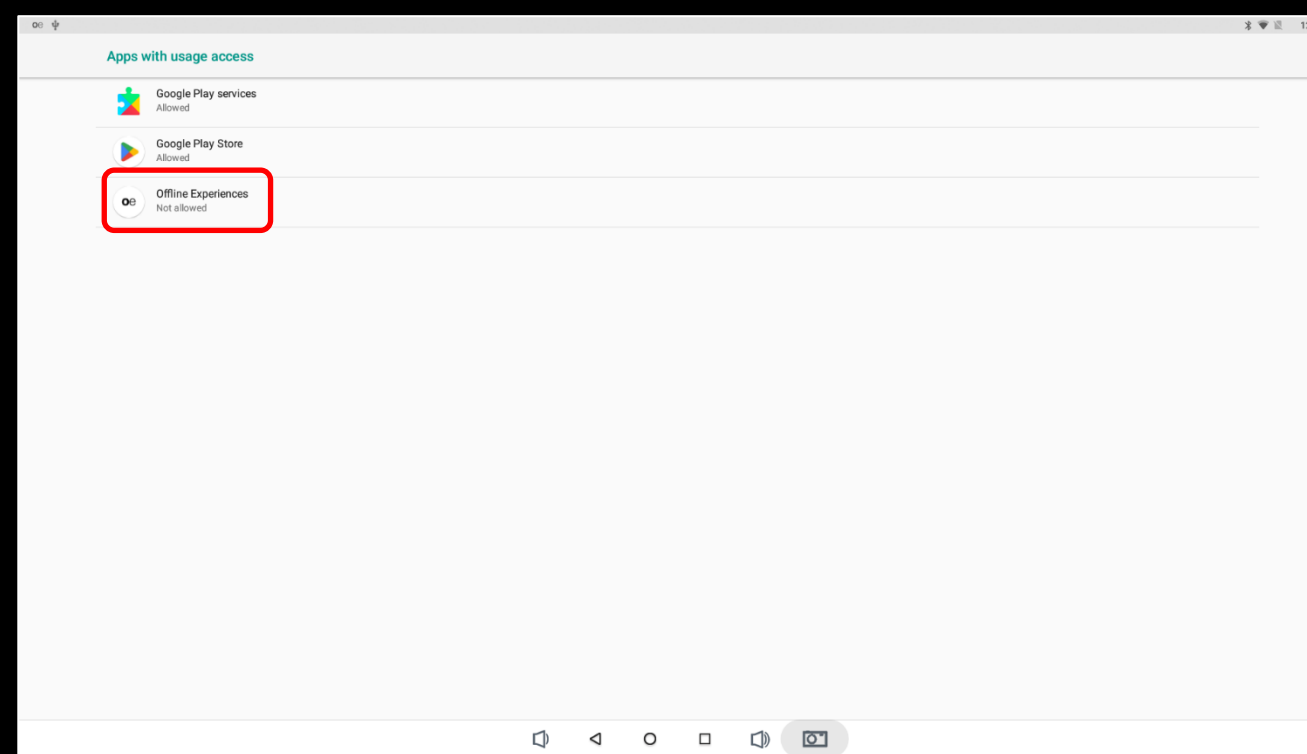 oe
Apps with usage access
Google Play services
Allowed
Google Play Store
Allowed
oe
Offline Experiences
Not allowed